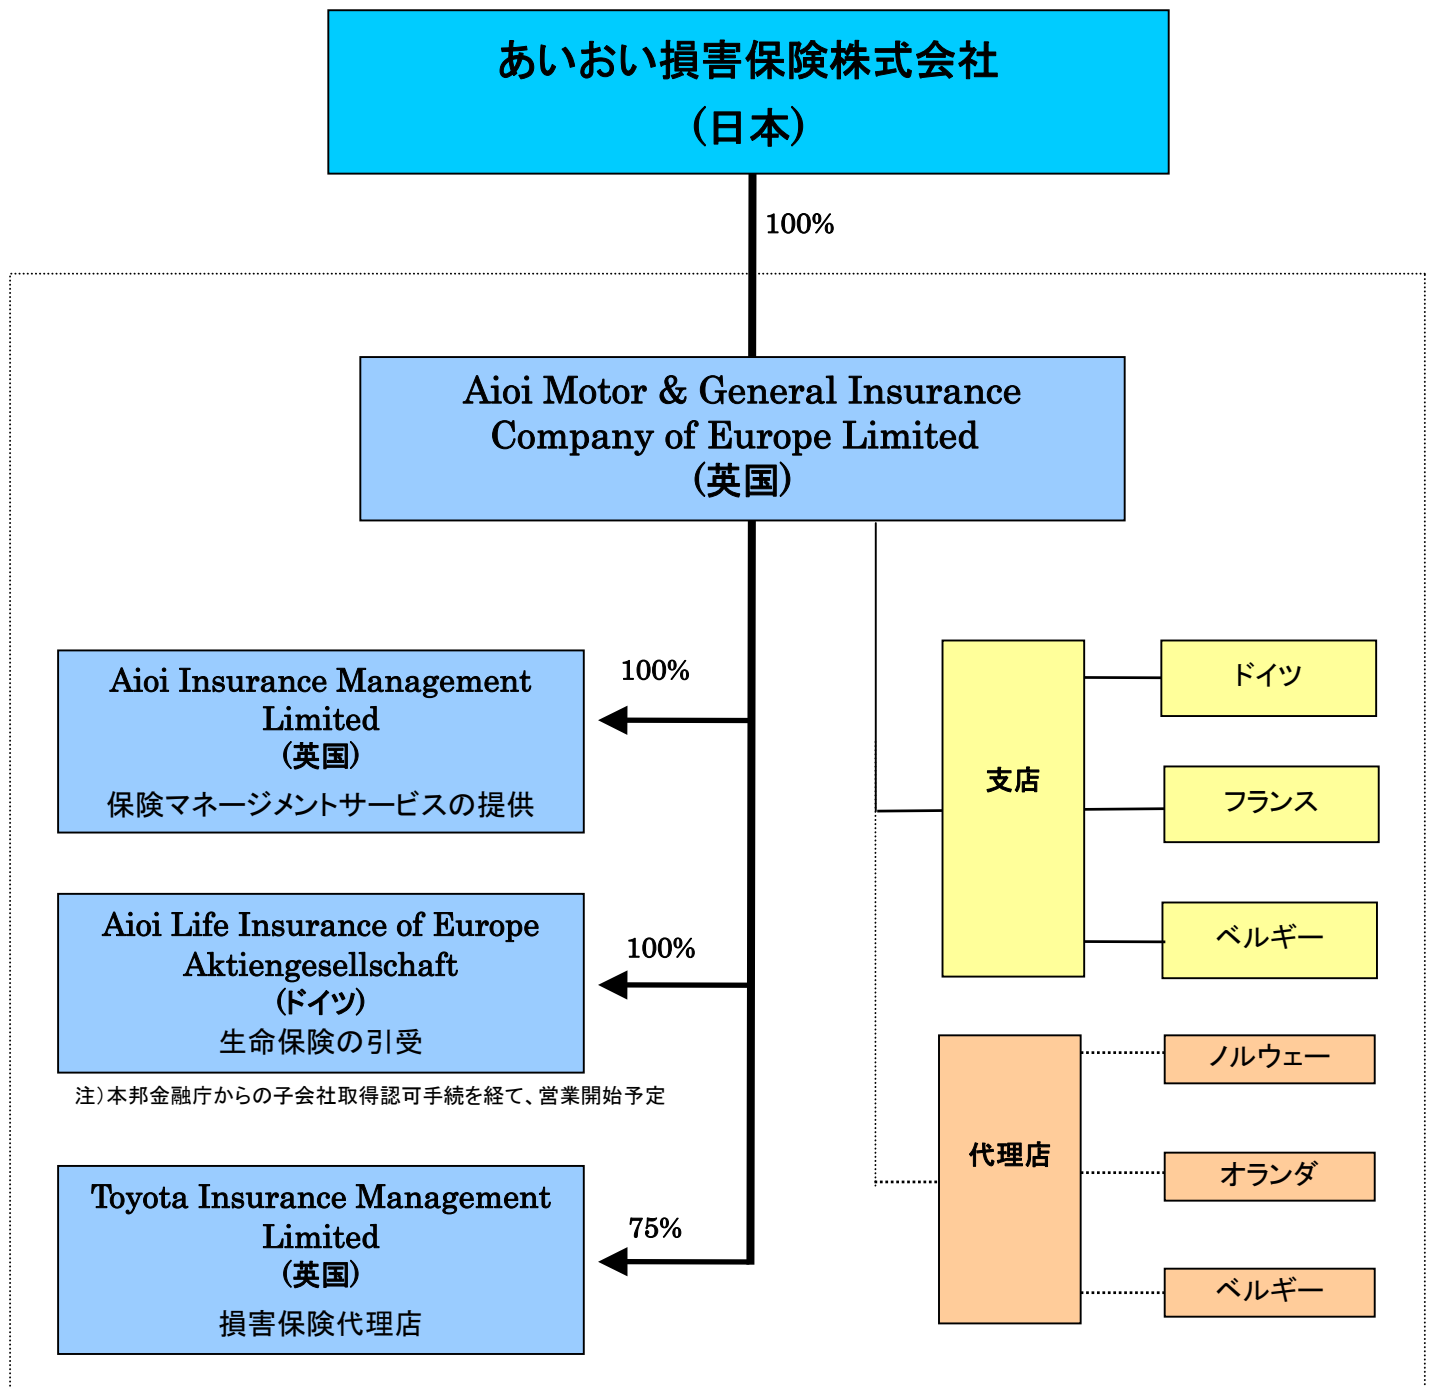 あいおい損害保険株式会社
(日本)
100%
Aioi Motor & General Insurance
Company of Europe Limited
(英国)
100%
Aioi Insurance Management
Limited
(英国)
保険マネージメントサービスの提供
100%
Aioi Life Insurance of Europe
Aktiengesellschaft
(ドイツ)
生命保険の引受
注）本邦金融庁からの子会社取得認可手続を経て、営業開始予定
75%
Toyota Insurance Management
Limited
(英国)
損害保険代理店
支店
ドイツ
フランス
ベルギー
代理店
ノルウェー
オランダ
ベルギー